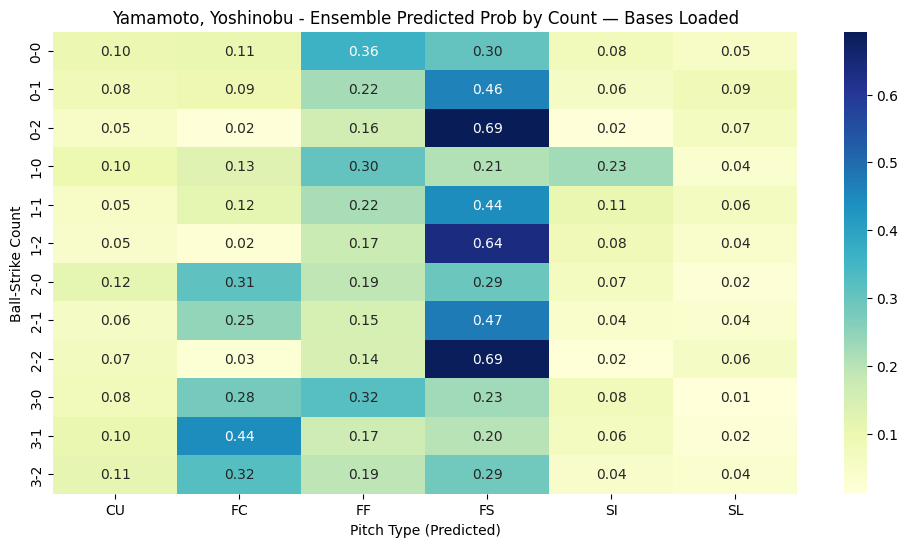 Yamamoto, Yoshinobu - Ensemble Predicted Prob by Count — Bases Loaded
Ball-Strike Count
0-0 0.10 0.11 0.36 0.30 0.08 0.05
0-1 0.08 0.09 0.22 0.46 0.06 0.09
0-2 0.05 0.02 0.16 0.69 0.02 0.07
1-0 0.10 0.13 0.30 0.21 0.23 0.04
1-1 0.05 0.12 0.22 0.44 0.11 0.06
1-2 0.05 0.02 0.17 0.64 0.08 0.04
2-0 0.12 0.31 0.19 0.29 0.07 0.02
2-1 0.06 0.25 0.15 0.47 0.04 0.04
2-2 0.07 0.03 0.14 0.69 0.02 0.06
3-0 0.08 0.28 0.32 0.23 0.08 0.01
3-1 0.10 0.44 0.17 0.20 0.06 0.02
3-2 0.11 0.32 0.19 0.29 0.04 0.04
CU FC FF FS SI SL
Pitch Type (Predicted)
0.6
0.5
0.4
0.3
0.2
0.1